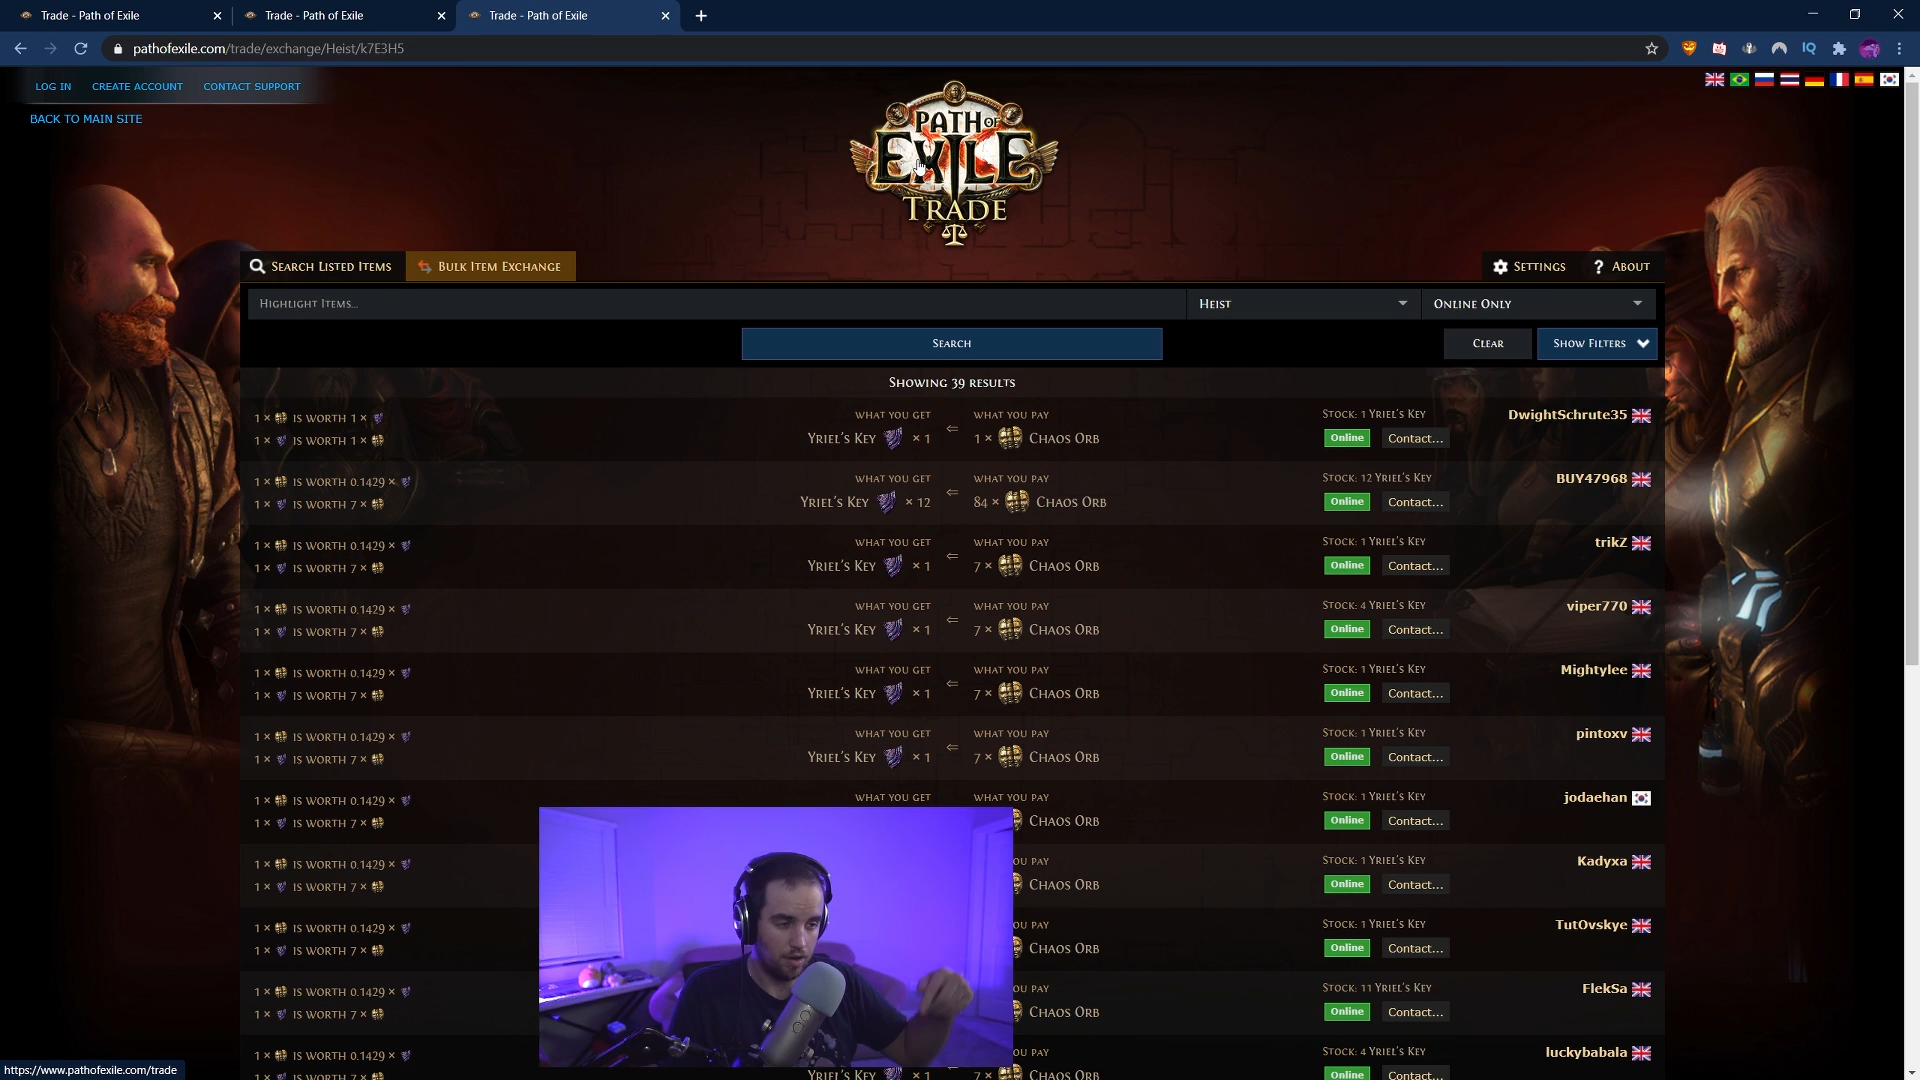 Trade - Path of Exile
Trade - Path of Exile
Trade - Path of Exile
pathofexile.com/trade/exchange/Heist/k7E3H5
IQ
LOG IN CREATE ACCOUNT CONTACT SUPPORT
BACK TO MAIN SITE
PATH OF EXILE TRADE
SEARCH LISTED ITEMS
BULK ITEM EXCHANGE
SETTINGS
? ABOUT
HIGHLIGHT ITEMS...
HEIST
ONLINE ONLY
SEARCH
CLEAR
SHOW FILTERS
SHOWING 39 RESULTS
1 × IS WORTH 1 ×
1 × IS WORTH 1 ×
WHAT YOU GET WHAT YOU PAY
YRIEL'S KEY × 1 ⇐ 1 × CHAOS ORB
STOCK: 1 YRIEL'S KEY
Online Contact...
DwightSchrute35
1 × IS WORTH 0.1429 ×
1 × IS WORTH 7 ×
WHAT YOU GET WHAT YOU PAY
YRIEL'S KEY × 12 ⇐ 84 × CHAOS ORB
STOCK: 12 YRIEL'S KEY
Online Contact...
BUY47968
1 × IS WORTH 0.1429 ×
1 × IS WORTH 7 ×
WHAT YOU GET WHAT YOU PAY
YRIEL'S KEY × 1 ⇐ 7 × CHAOS ORB
STOCK: 1 YRIEL'S KEY
Online Contact...
trikZ
1 × IS WORTH 0.1429 ×
1 × IS WORTH 7 ×
WHAT YOU GET WHAT YOU PAY
YRIEL'S KEY × 1 ⇐ 7 × CHAOS ORB
STOCK: 4 YRIEL'S KEY
Online Contact...
viper770
1 × IS WORTH 0.1429 ×
1 × IS WORTH 7 ×
WHAT YOU GET WHAT YOU PAY
YRIEL'S KEY × 1 ⇐ 7 × CHAOS ORB
STOCK: 1 YRIEL'S KEY
Online Contact...
Mightylee
1 × IS WORTH 0.1429 ×
1 × IS WORTH 7 ×
WHAT YOU GET WHAT YOU PAY
YRIEL'S KEY × 1 ⇐ 7 × CHAOS ORB
STOCK: 1 YRIEL'S KEY
Online Contact...
pintoxv
1 × IS WORTH 0.1429 ×
1 × IS WORTH 7 ×
WHAT YOU GET WHAT YOU PAY
CHAOS ORB
STOCK: 1 YRIEL'S KEY
Online Contact...
jodaehan
1 × IS WORTH 0.1429 ×
1 × IS WORTH 7 ×
OU PAY
CHAOS ORB
STOCK: 1 YRIEL'S KEY
Online Contact...
Kadyxa
1 × IS WORTH 0.1429 ×
1 × IS WORTH 7 ×
OU PAY
CHAOS ORB
STOCK: 1 YRIEL'S KEY
Online Contact...
TutOvskye
1 × IS WORTH 0.1429 ×
1 × IS WORTH 7 ×
OU PAY
CHAOS ORB
STOCK: 11 YRIEL'S KEY
Online Contact...
FlekSa
1 × IS WORTH 0.1429 ×
1 × IS WORTH 7 ×
OU PAY
YRIEL'S KEY × 1 7 × CHAOS ORB
STOCK: 4 YRIEL'S KEY
Online Contact...
luckybabala
https://www.pathofexile.com/trade